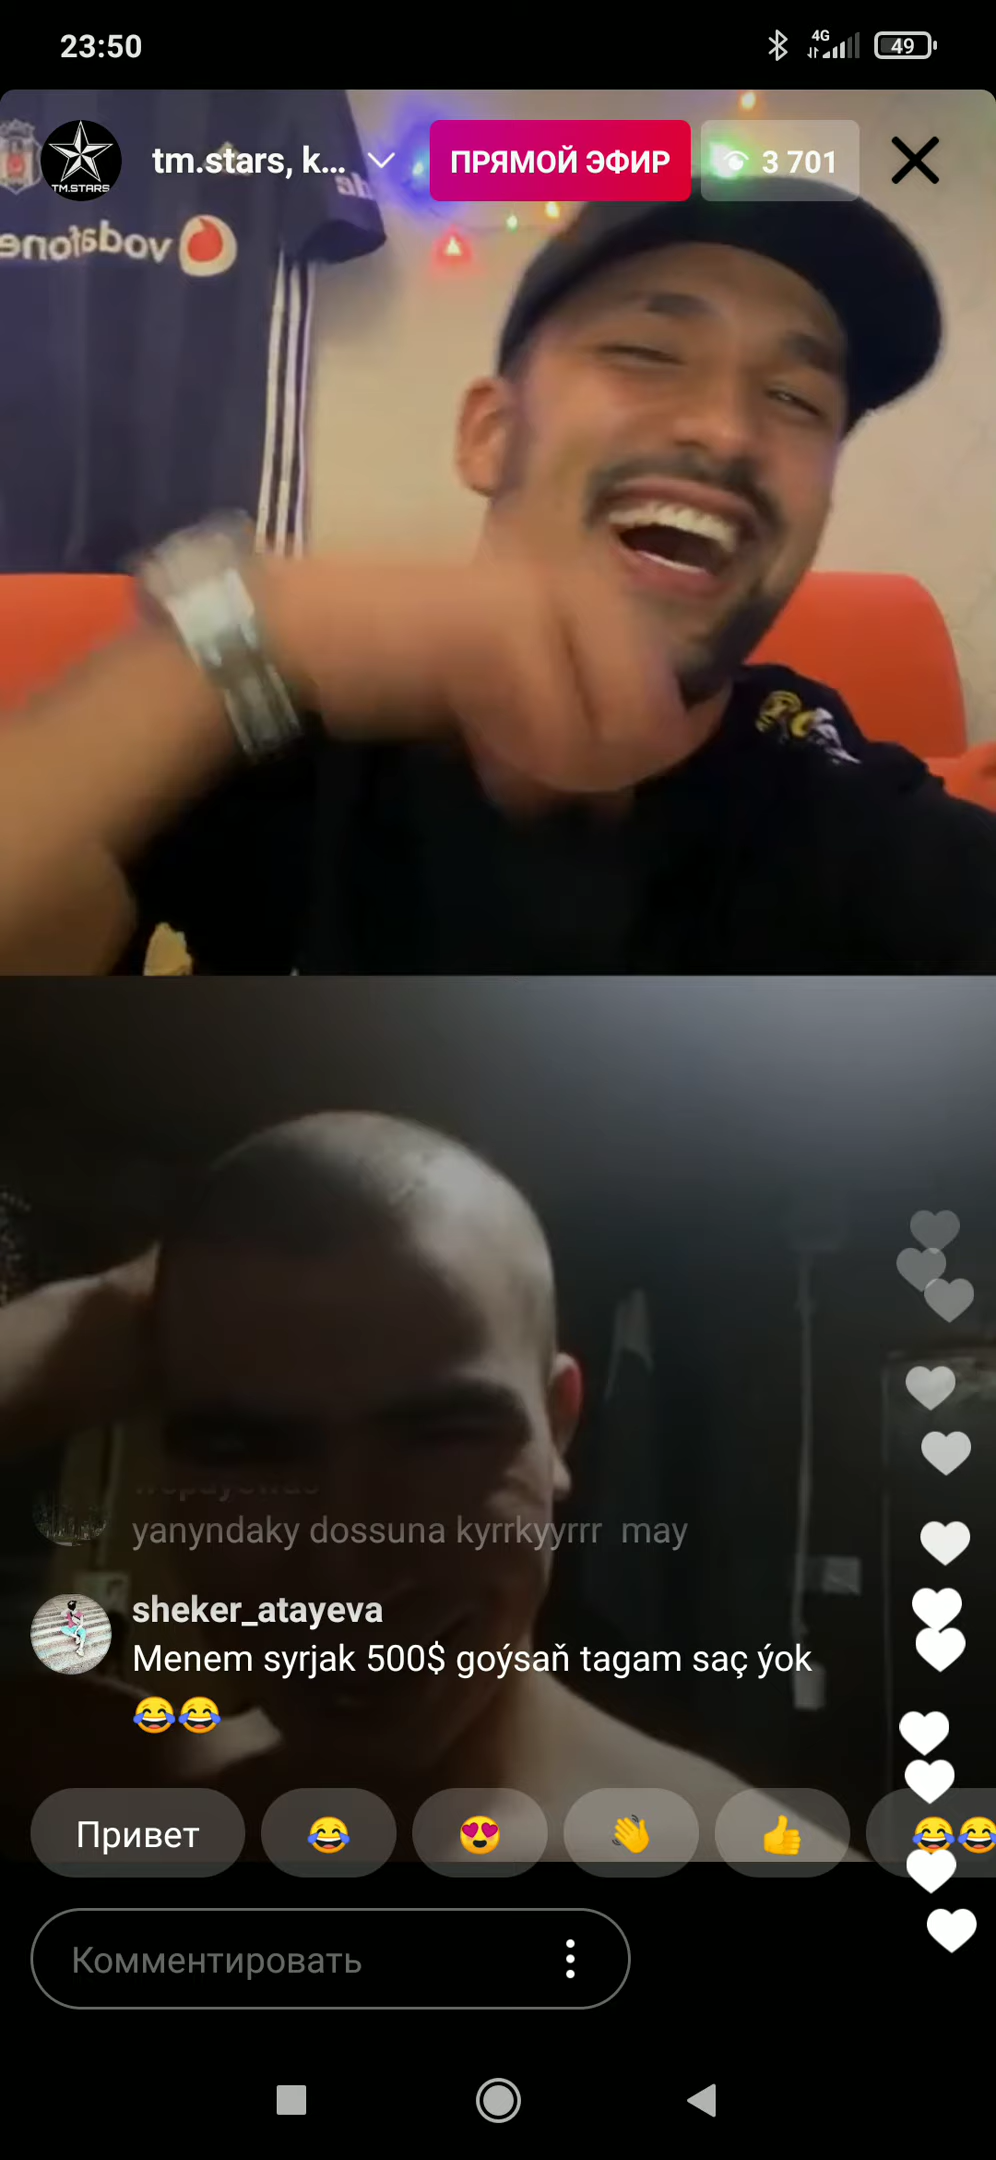 23:50
4G
49
TM.STARS
tm.stars, k...
ПРЯМОЙ ЭФИР
3 701
vodafone
yanyndaky dossuna kyrrkyyrrr may
sheker_atayeva
Menem syrjak 500$ goýsaň tagam saç ýok
😂😂
Привет
😂
😍
👋
👍
😂😂
Комментировать